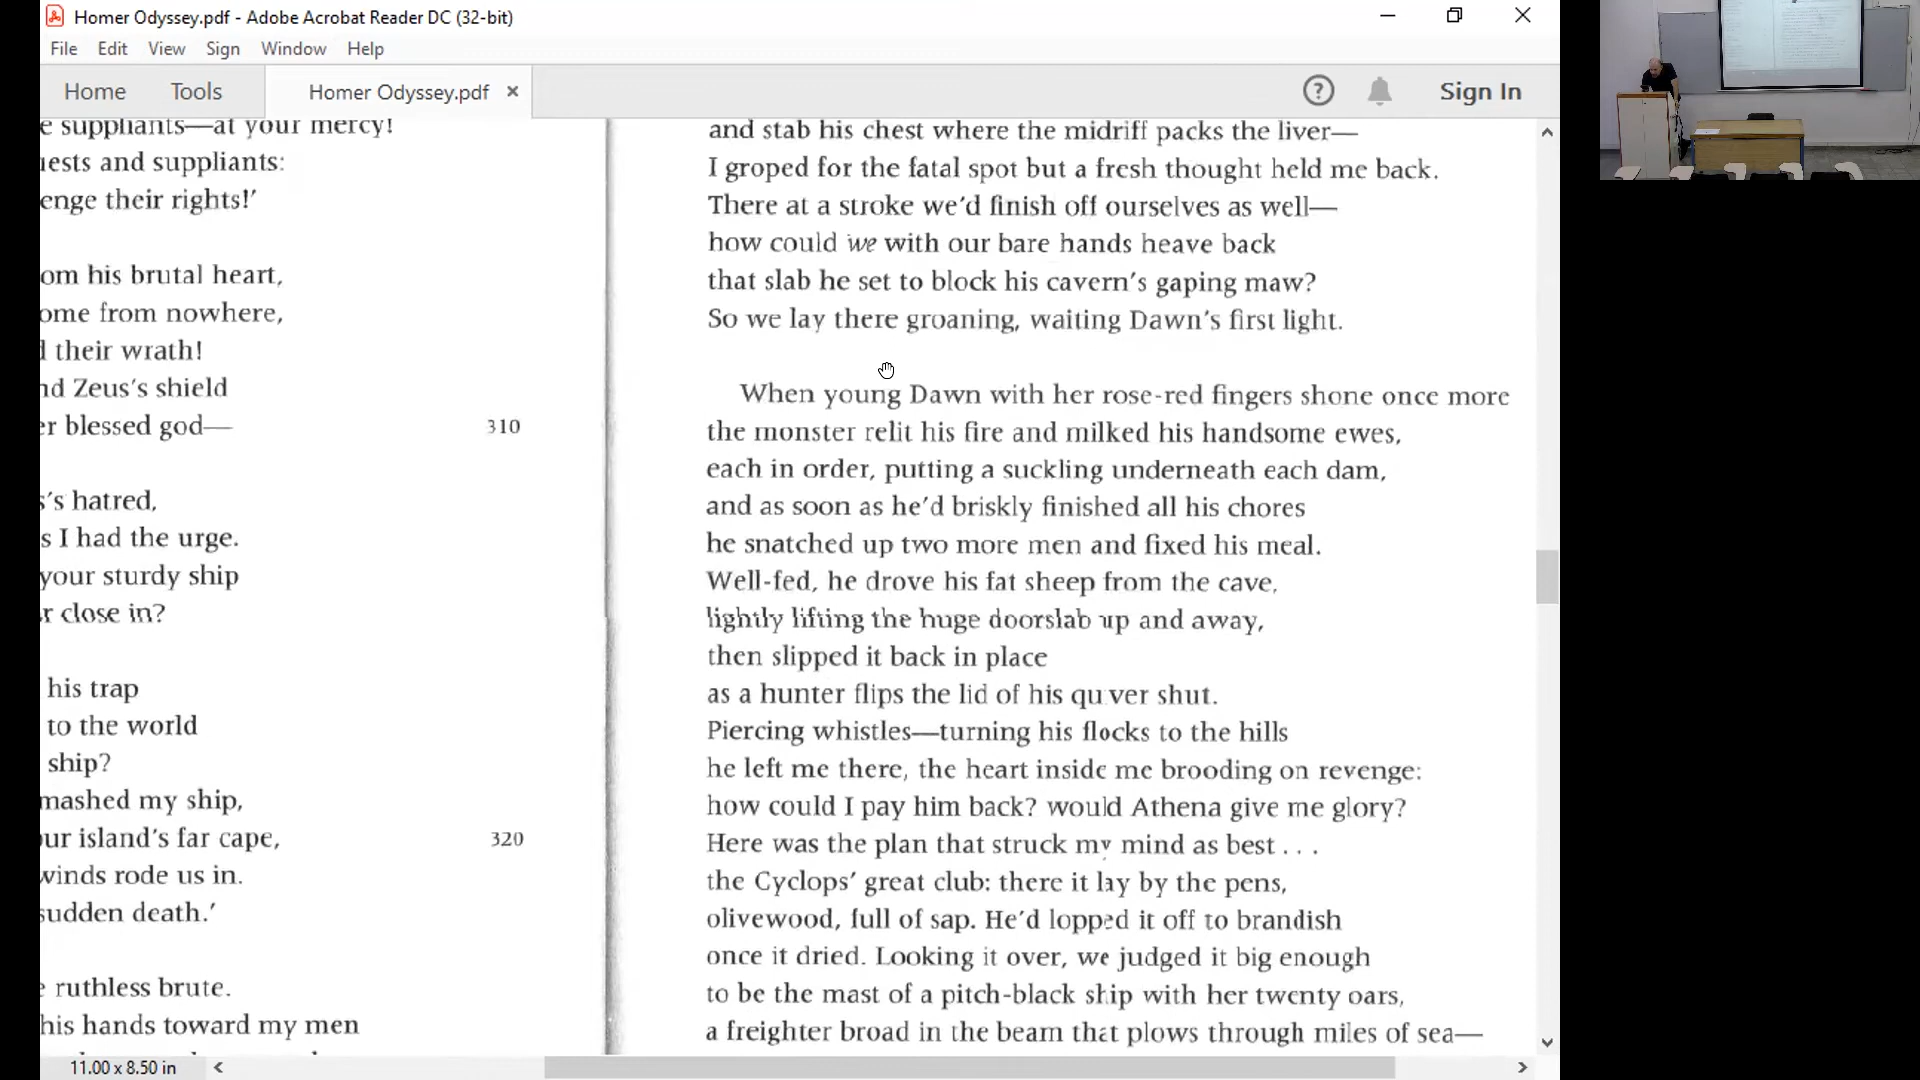 Homer Odyssey.pdf - Adobe Acrobat Reader DC (32-bit)
File Edit View Sign Window Help
Home Tools Homer Odyssey.pdf Sign In
e suppliants—at your mercy!
ests and suppliants:
enge their rights!'
om his brutal heart,
ome from nowhere,
their wrath!
nd Zeus's shield
er blessed god—
310
's hatred,
s I had the urge.
your sturdy ship
r close in?
his trap
to the world
ship?
mashed my ship,
ur island's far cape,
320
winds rode us in.
sudden death.'
ruthless brute.
his hands toward my men
and stab his chest where the midriff packs the liver—
I groped for the fatal spot but a fresh thought held me back.
There at a stroke we'd finish off ourselves as well—
how could we with our bare hands heave back
that slab he set to block his cavern's gaping maw?
So we lay there groaning, waiting Dawn's first light.
When young Dawn with her rose-red fingers shone once more
the monster relit his fire and milked his handsome ewes,
each in order, putting a suckling underneath each dam,
and as soon as he'd briskly finished all his chores
he snatched up two more men and fixed his meal.
Well-fed, he drove his fat sheep from the cave,
lightly lifting the huge doorslab up and away,
then slipped it back in place
as a hunter flips the lid of his quiver shut.
Piercing whistles—turning his flocks to the hills
he left me there, the heart inside me brooding on revenge:
how could I pay him back? would Athena give me glory?
Here was the plan that struck my mind as best . . .
the Cyclops' great club: there it lay by the pens,
olivewood, full of sap. He'd lopped it off to brandish
once it dried. Looking it over, we judged it big enough
to be the mast of a pitch-black ship with her twenty oars,
a freighter broad in the beam that plows through miles of sea—
11.00 x 8.50 in